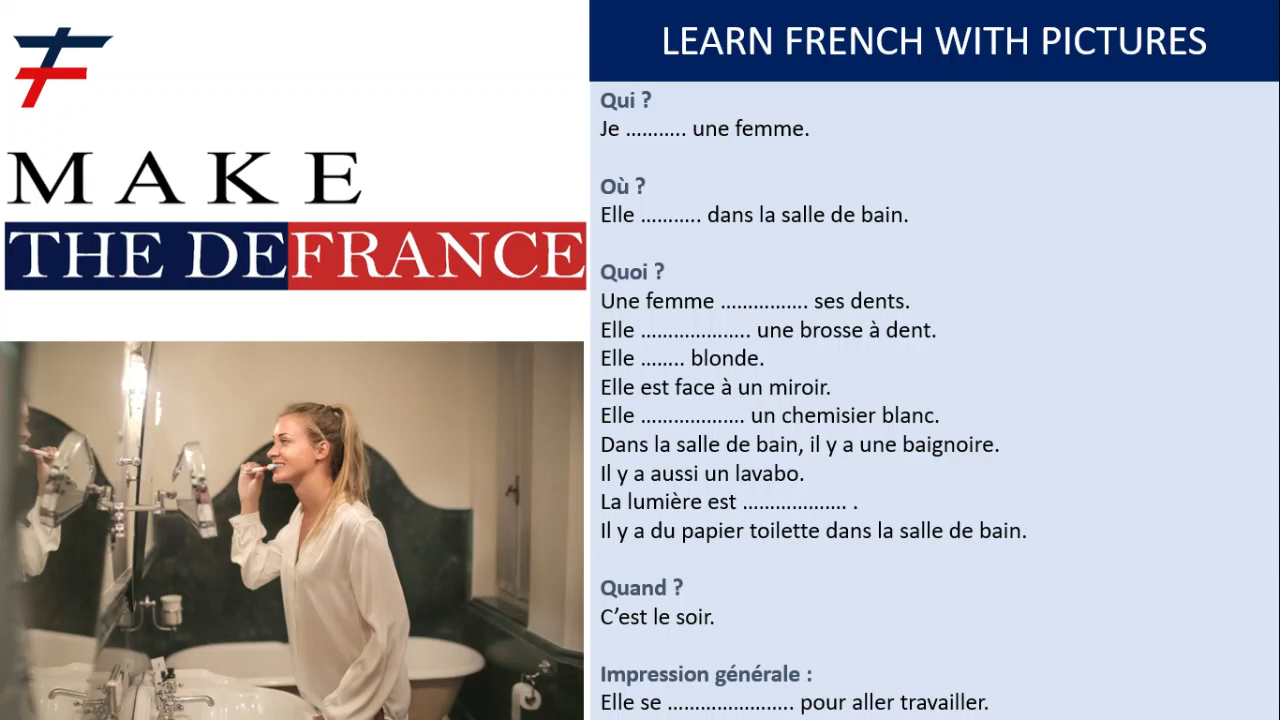 MAKE
THE DEFRANCE
LEARN FRENCH WITH PICTURES
Qui ?
Je ……….. une femme.
Où ?
Elle ……….. dans la salle de bain.
Quoi ?
Une femme ……………. ses dents.
Elle ……………….. une brosse à dent.
Elle …….. blonde.
Elle est face à un miroir.
Elle ………………. un chemisier blanc.
Dans la salle de bain, il y a une baignoire.
Il y a aussi un lavabo.
La lumière est ………………. .
Il y a du papier toilette dans la salle de bain.
Quand ?
C’est le soir.
Impression générale :
Elle se ………………….. pour aller travailler.